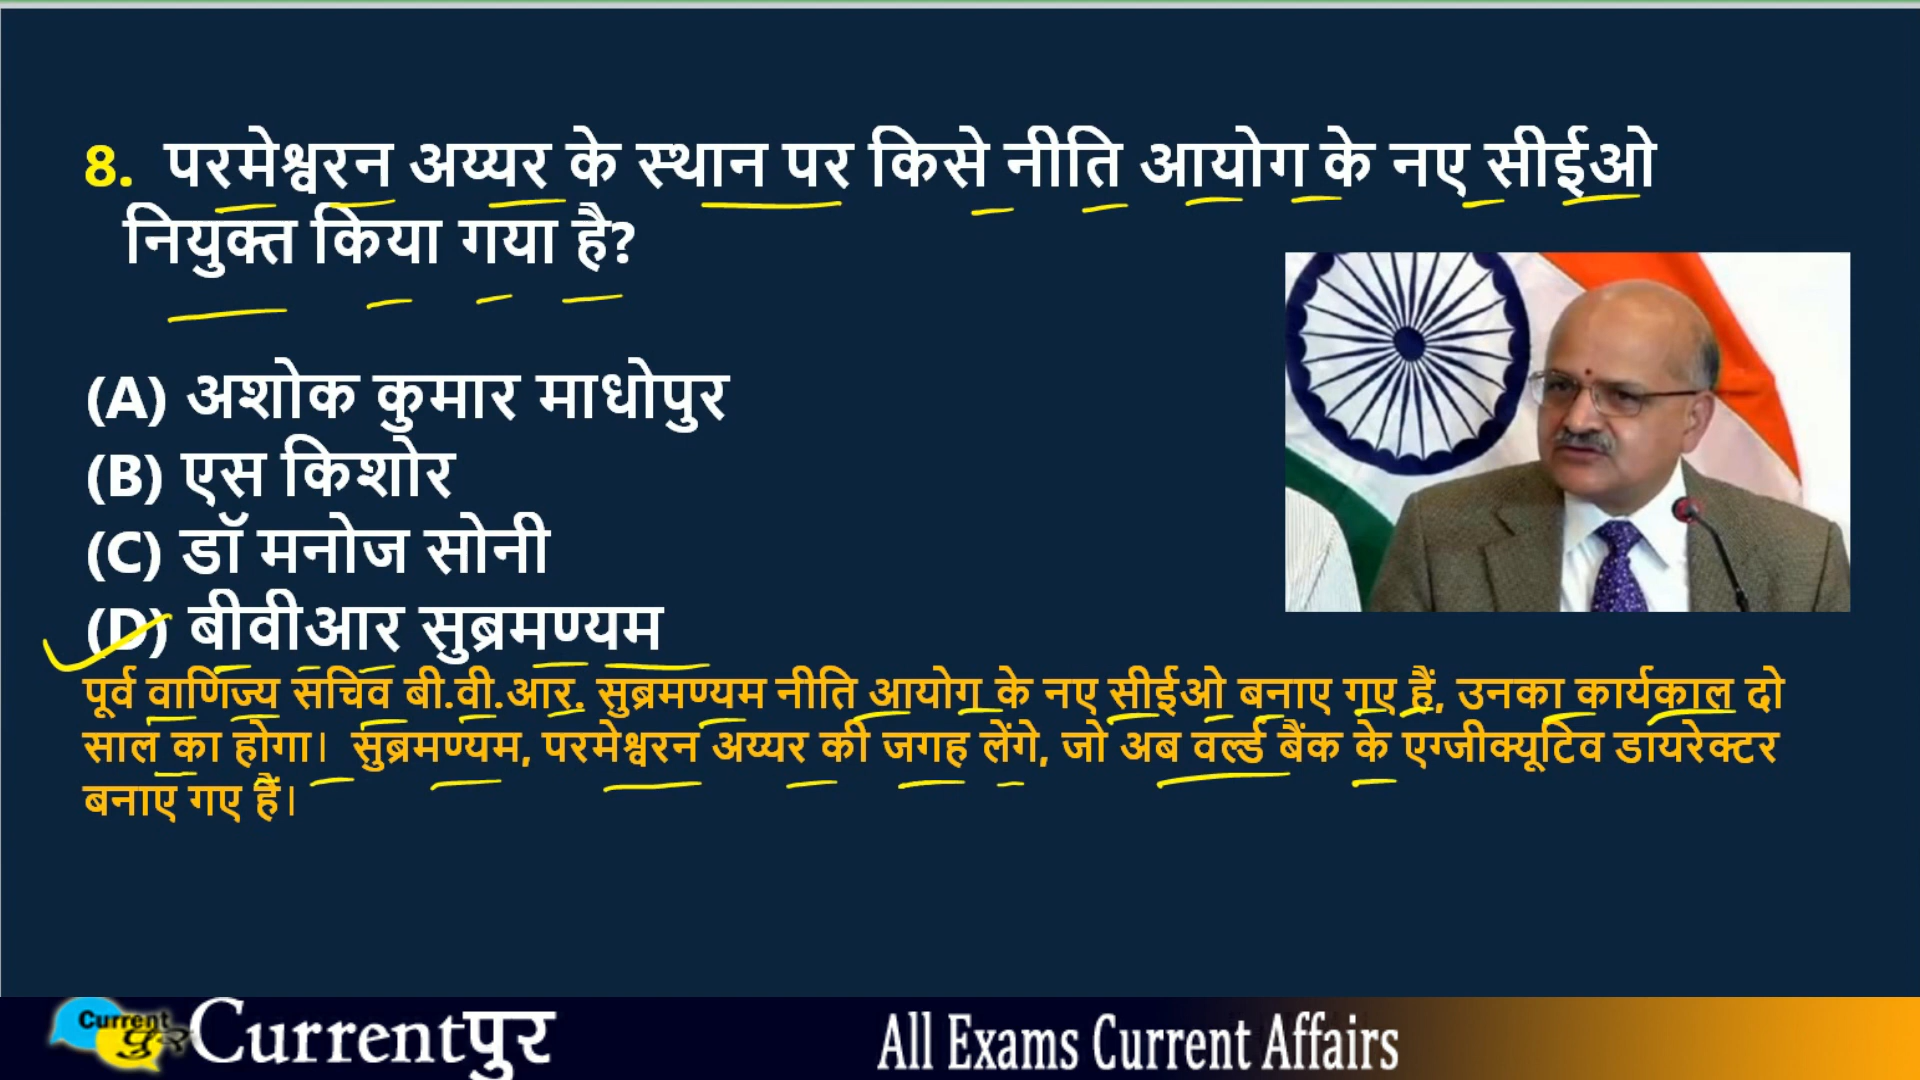 8. परमेश्वरन अय्यर के स्थान पर किसे नीति आयोग के नए सीईओ
नियुक्त किया गया है?
(A) अशोक कुमार माधोपुर
(B) एस किशोर
(C) डॉ मनोज सोनी
(D) बीवीआर सुब्रमण्यम
पूर्व वाणिज्य सचिव बी.वी.आर. सुब्रमण्यम नीति आयोग के नए सीईओ बनाए गए हैं, उनका कार्यकाल दो
साल का होगा। सुब्रमण्यम, परमेश्वरन अय्यर की जगह लेंगे, जो अब वर्ल्ड बैंक के एग्जीक्यूटिव डायरेक्टर
बनाए गए हैं।
Current
पुर
Currentपुर
All Exams Current Affairs